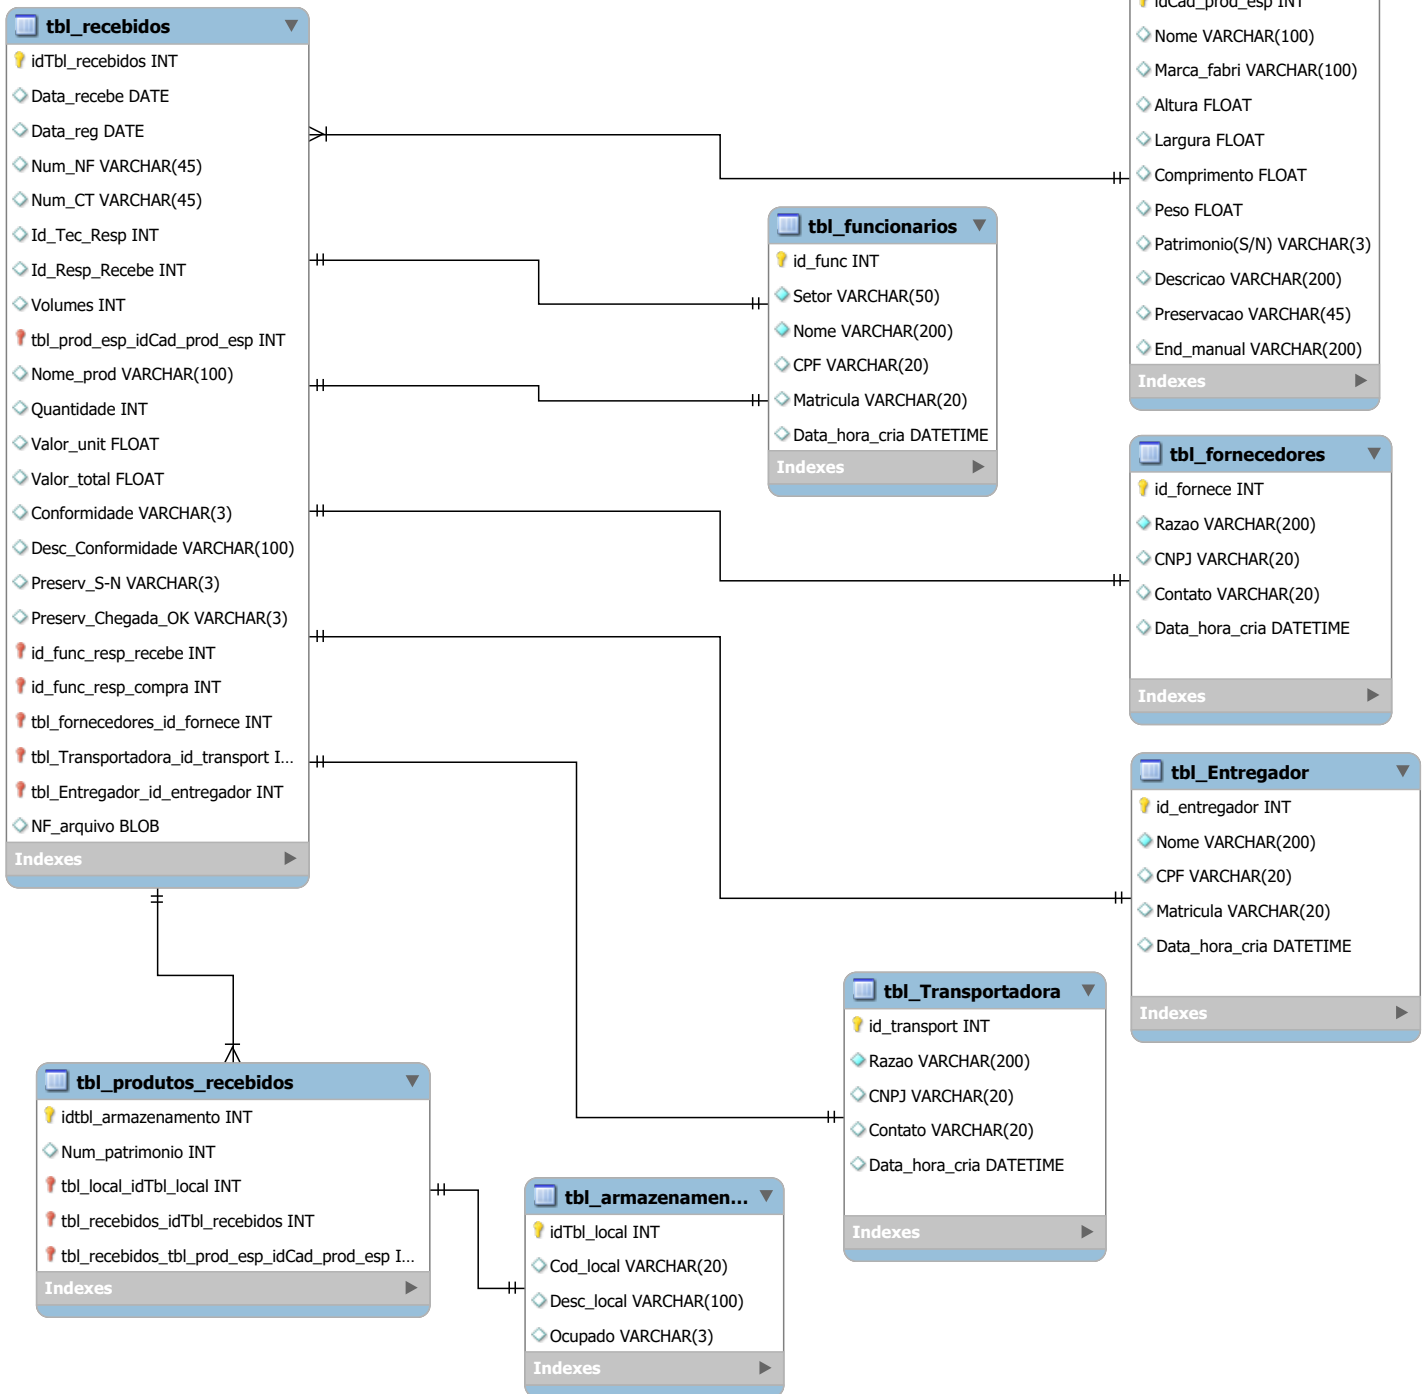 tbl_recebidos
idTbl_recebidos INT
Data_recebe DATE
Data_reg DATE
Num_NF VARCHAR(45)
Num_CT VARCHAR(45)
Id_Tec_Resp INT
Id_Resp_Recebe INT
Volumes INT
tbl_prod_esp_idCad_prod_esp INT
Nome_prod VARCHAR(100)
Quantidade INT
Valor_unit FLOAT
Valor_total FLOAT
Conformidade VARCHAR(3)
Desc_Conformidade VARCHAR(100)
Preserv_S-N VARCHAR(3)
Preserv_Chegada_OK VARCHAR(3)
id_func_resp_recebe INT
id_func_resp_compra INT
tbl_fornecedores_id_fornece INT
tbl_Transportadora_id_transport I...
tbl_Entregador_id_entregador INT
NF_arquivo BLOB
Indexes
idCad_prod_esp INT
Nome VARCHAR(100)
Marca_fabri VARCHAR(100)
Altura FLOAT
Largura FLOAT
Comprimento FLOAT
Peso FLOAT
Patrimonio(S/N) VARCHAR(3)
Descricao VARCHAR(200)
Preservacao VARCHAR(45)
End_manual VARCHAR(200)
Indexes
tbl_funcionarios
id_func INT
Setor VARCHAR(50)
Nome VARCHAR(200)
CPF VARCHAR(20)
Matricula VARCHAR(20)
Data_hora_cria DATETIME
Indexes
tbl_fornecedores
id_fornece INT
Razao VARCHAR(200)
CNPJ VARCHAR(20)
Contato VARCHAR(20)
Data_hora_cria DATETIME
Indexes
tbl_Entregador
id_entregador INT
Nome VARCHAR(200)
CPF VARCHAR(20)
Matricula VARCHAR(20)
Data_hora_cria DATETIME
Indexes
tbl_Transportadora
id_transport INT
Razao VARCHAR(200)
CNPJ VARCHAR(20)
Contato VARCHAR(20)
Data_hora_cria DATETIME
Indexes
tbl_produtos_recebidos
idtbl_armazenamento INT
Num_patrimonio INT
tbl_local_idTbl_local INT
tbl_recebidos_idTbl_recebidos INT
tbl_recebidos_tbl_prod_esp_idCad_prod_esp I...
Indexes
tbl_armazenamen...
idTbl_local INT
Cod_local VARCHAR(20)
Desc_local VARCHAR(100)
Ocupado VARCHAR(3)
Indexes